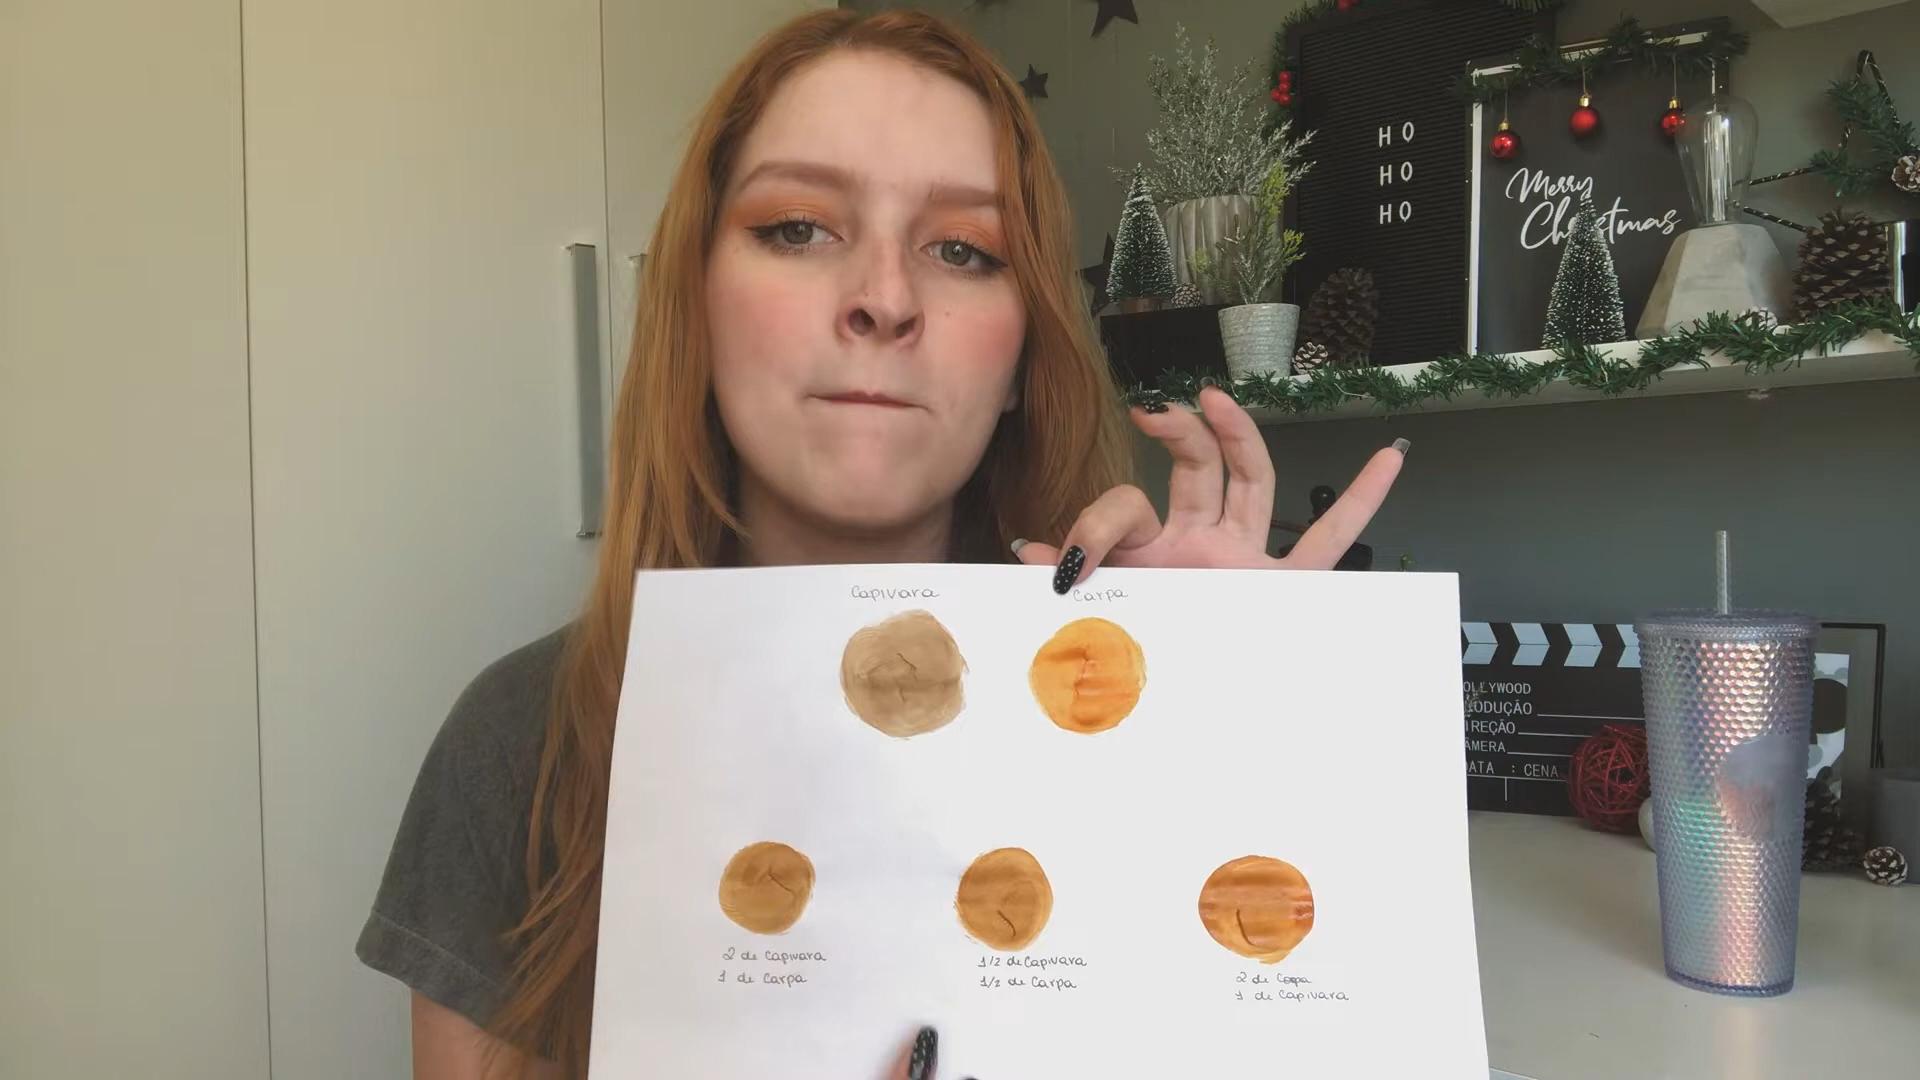 HO
HO
HO
Merry
Christmas
Capivara
Carpa
OLLYWOOD
RODUÇÃO
IREÇÃO
ÂMERA
DATA : CENA
2 de Capivara
1 de Carpa
1/2 de Capivara
1/2 de Carpa
2 de Carpa
1 de Capivara